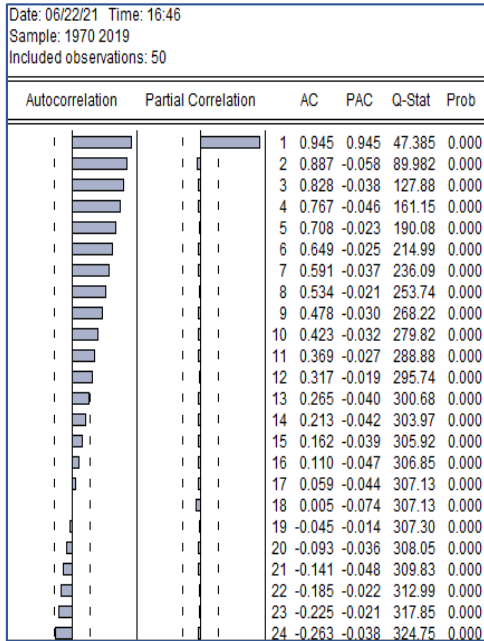 Date: 06/22/21 Time: 16:46
Sample: 1970 2019
Included observations: 50
Autocorrelation Partial Correlation AC PAC Q-Stat Prob
1 0.945 0.945 47.385 0.000
2 0.887 -0.058 89.982 0.000
3 0.828 -0.038 127.88 0.000
4 0.767 -0.046 161.15 0.000
5 0.708 -0.023 190.08 0.000
6 0.649 -0.025 214.99 0.000
7 0.591 -0.037 236.09 0.000
8 0.534 -0.021 253.74 0.000
9 0.478 -0.030 268.22 0.000
10 0.423 -0.032 279.82 0.000
11 0.369 -0.027 288.88 0.000
12 0.317 -0.019 295.74 0.000
13 0.265 -0.040 300.68 0.000
14 0.213 -0.042 303.97 0.000
15 0.162 -0.039 305.92 0.000
16 0.110 -0.047 306.85 0.000
17 0.059 -0.044 307.13 0.000
18 0.005 -0.074 307.13 0.000
19 -0.045 -0.014 307.30 0.000
20 -0.093 -0.036 308.05 0.000
21 -0.141 -0.048 309.83 0.000
22 -0.185 -0.022 312.99 0.000
23 -0.225 -0.021 317.85 0.000
24 -0.263 -0.038 324.75 0.000